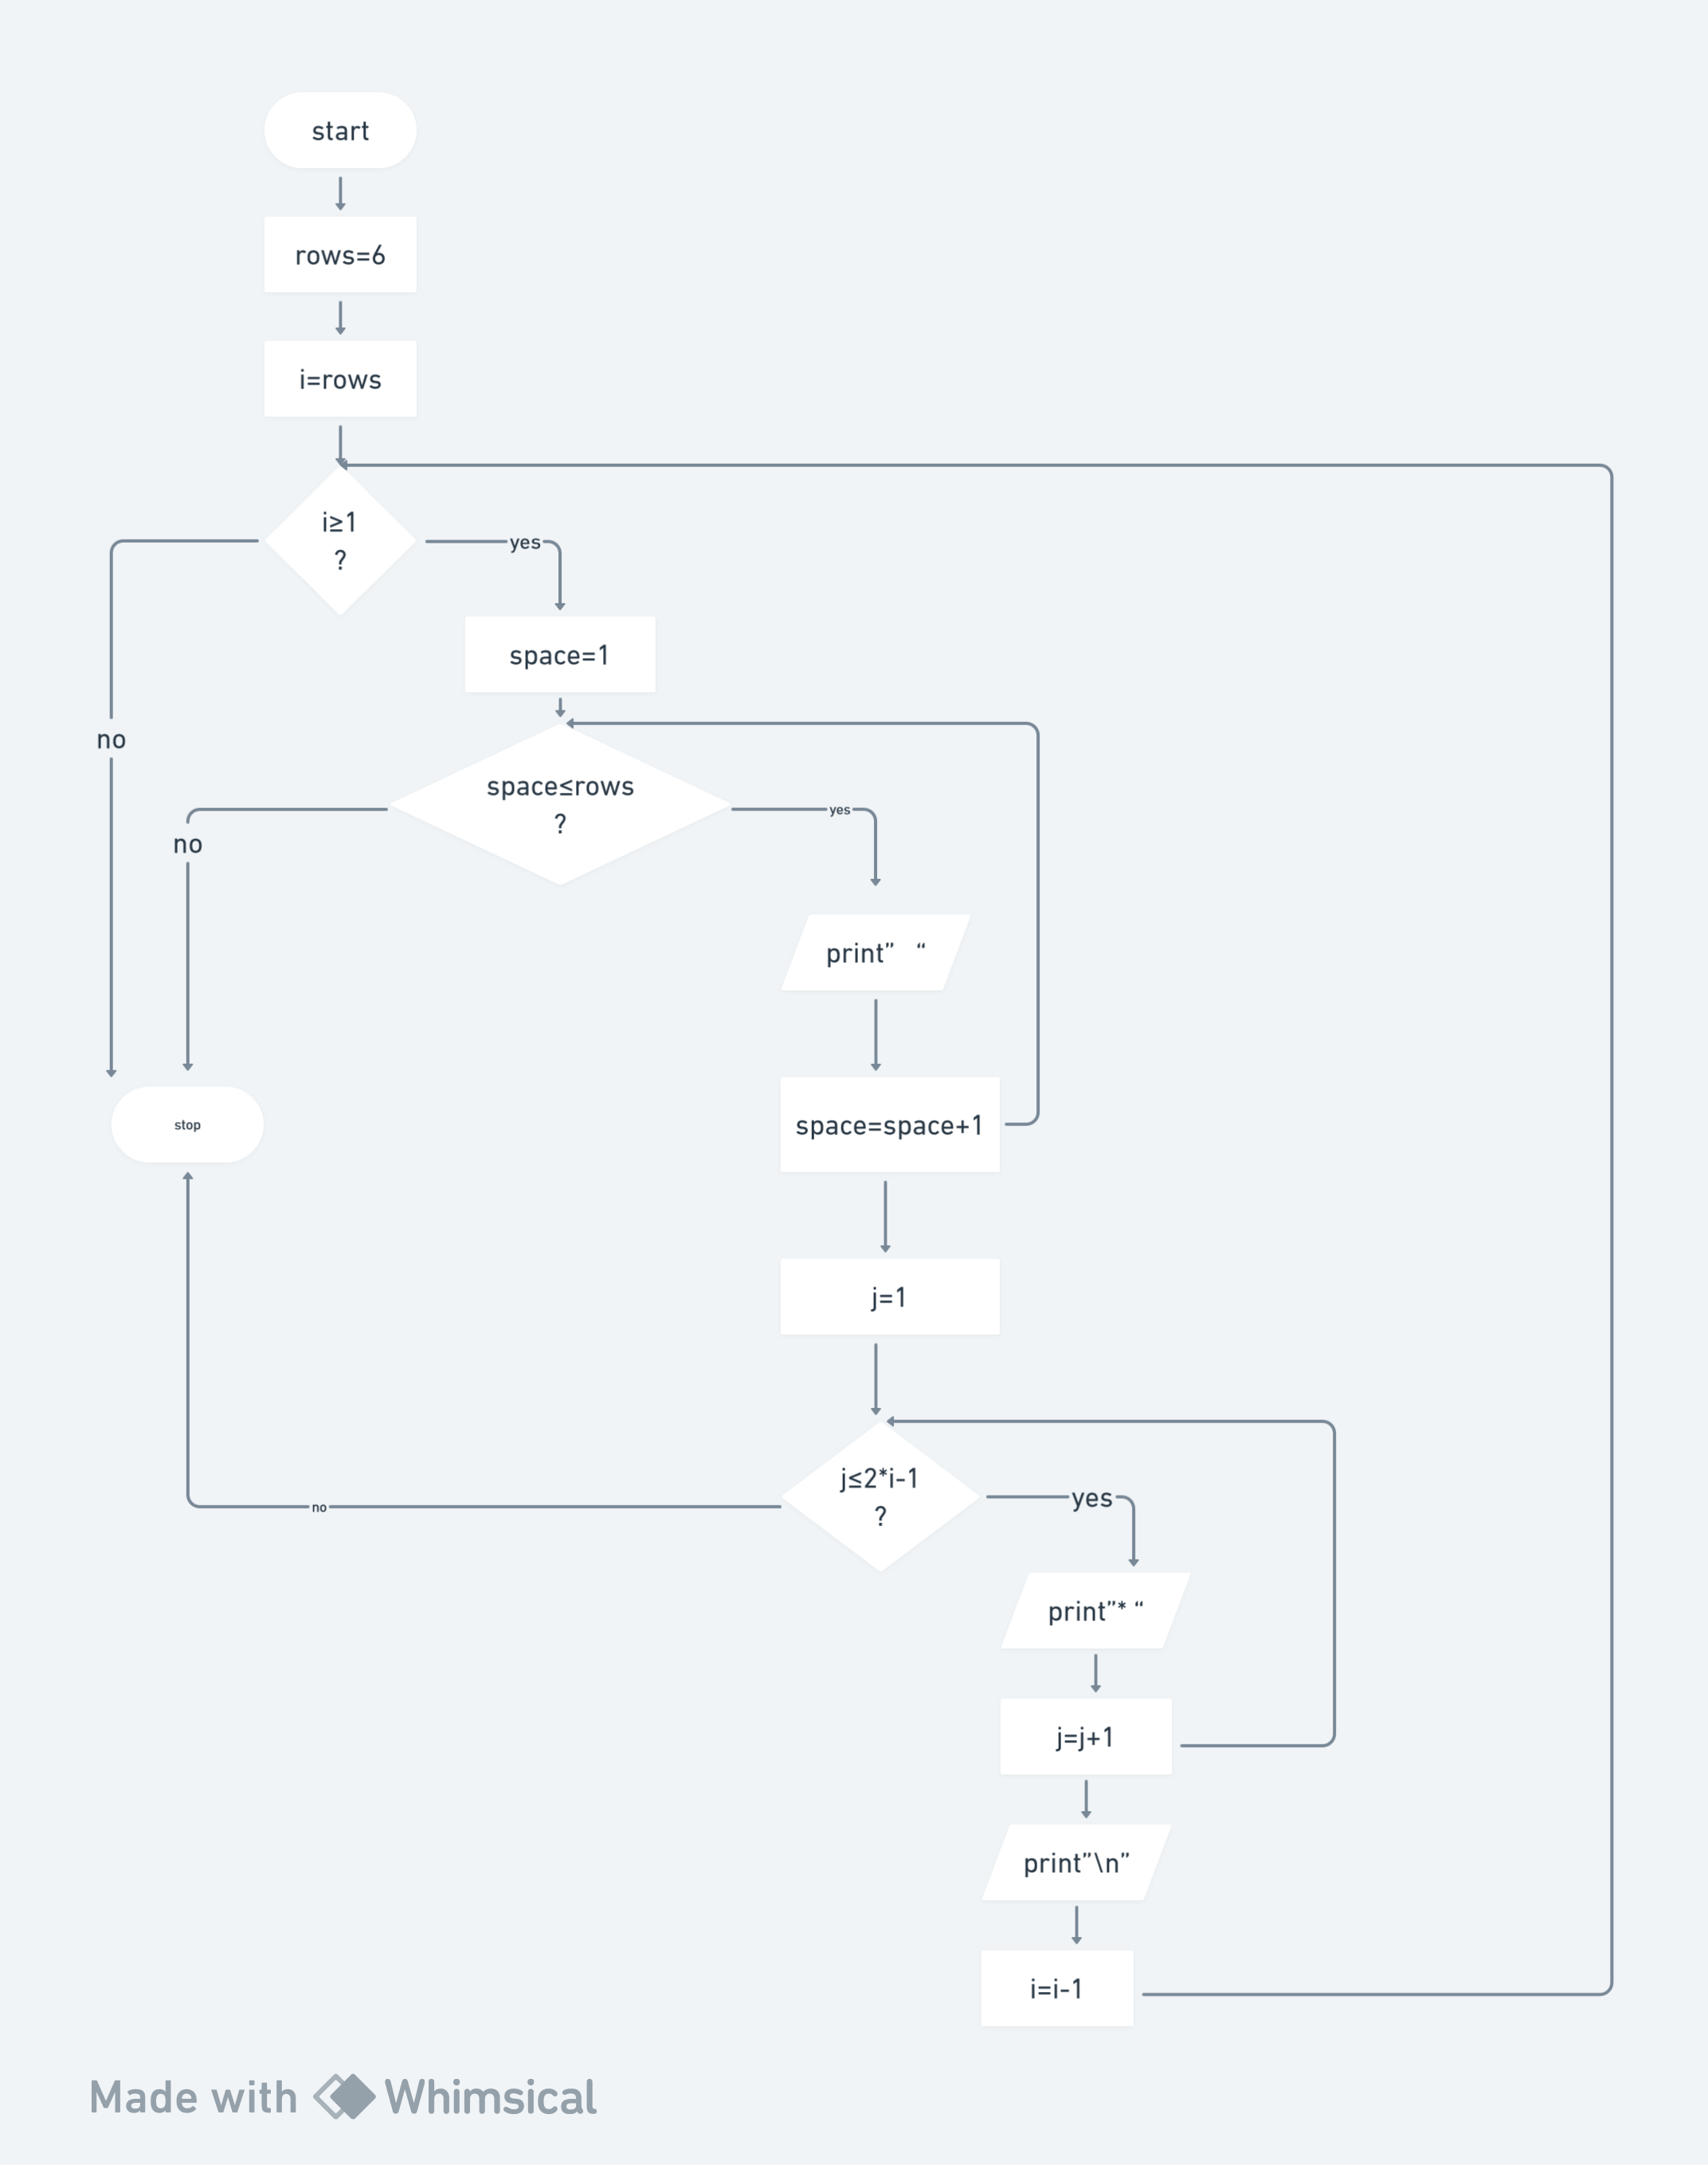 start
rows=6
i=rows
i≥1
?
yes
no
space=1
space≤rows
?
yes
no
print”   “
space=space+1
stop
j=1
j≤2*i-1
?
yes
no
print”* “
j=j+1
print”\n”
i=i-1
Made with Whimsical